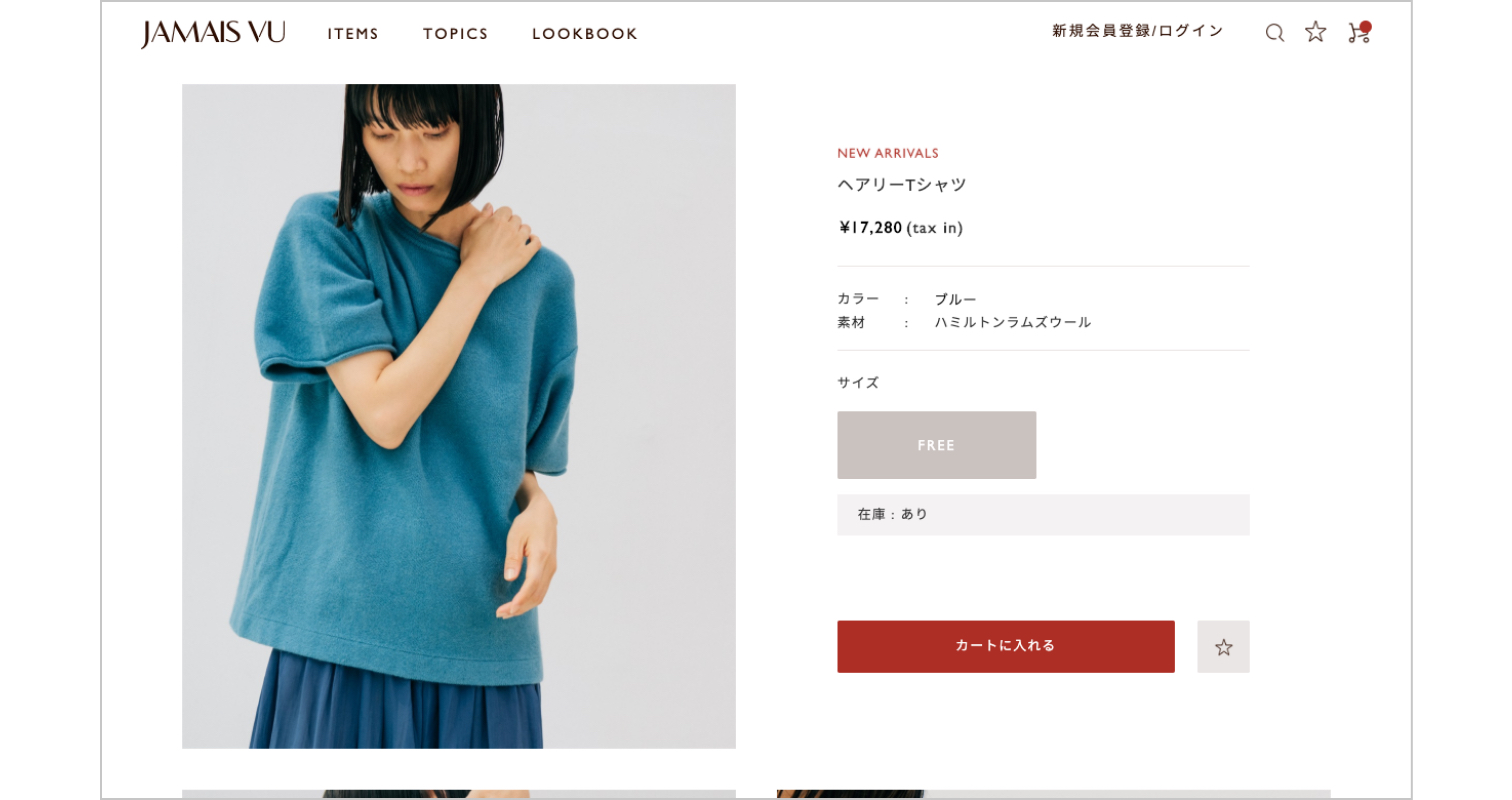 JAMAIS VU
ITEMS
TOPICS
LOOKBOOK
新規会員登録/ログイン
NEW ARRIVALS
ヘアリーTシャツ
¥17,280 (tax in)
カラー : ブルー
素材 : ハミルトンラムズウール
サイズ
FREE
在庫 : あり
カートに入れる